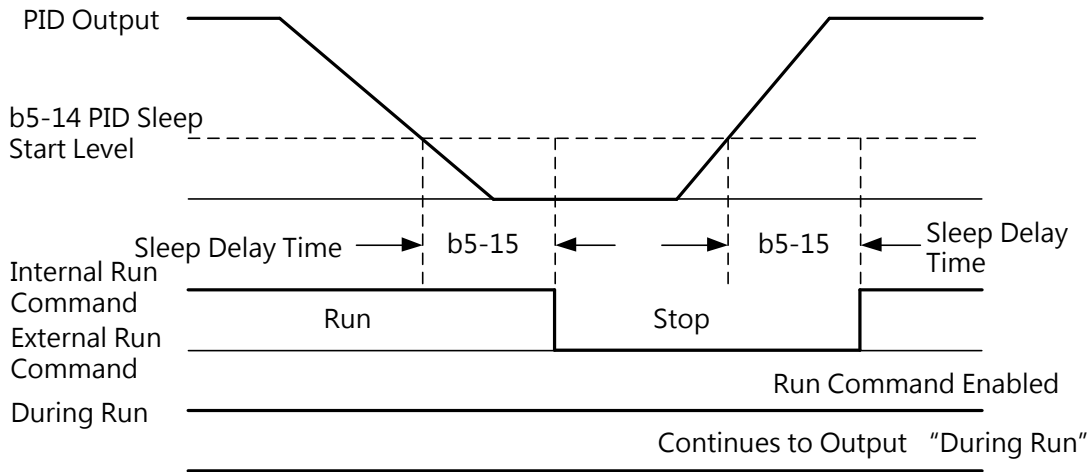 PID Output
b5-14 PID Sleep
Start Level
Sleep Delay Time
b5-15
b5-15
Sleep Delay
Time
Internal Run
Command
Run
Stop
External Run
Command
Run Command Enabled
During Run
Continues to Output “During Run”